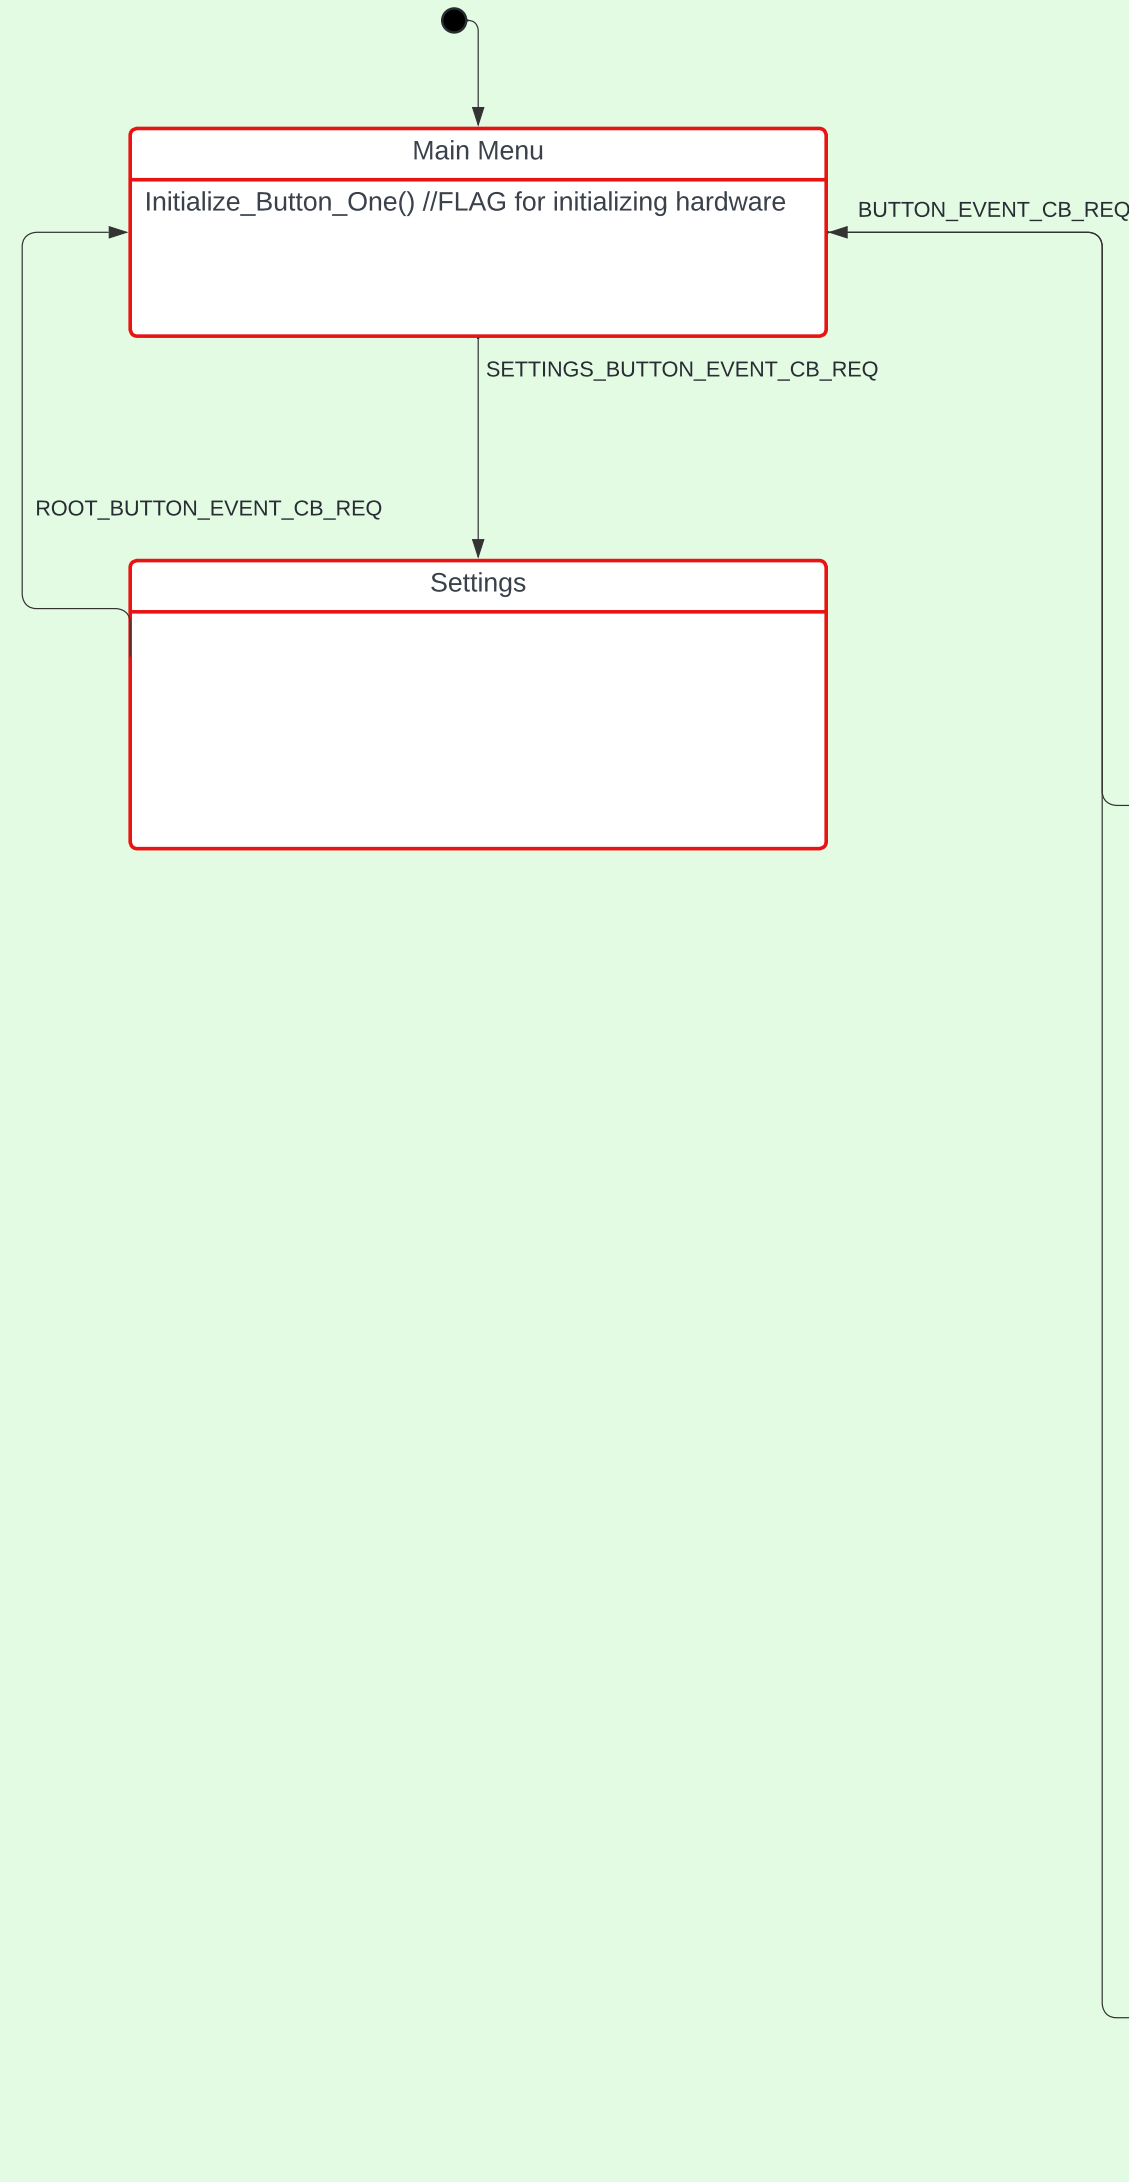 Main Menu
Initialize_Button_One() //FLAG for initializing hardware
BUTTON_EVENT_CB_REQ
SETTINGS_BUTTON_EVENT_CB_REQ
ROOT_BUTTON_EVENT_CB_REQ
Settings